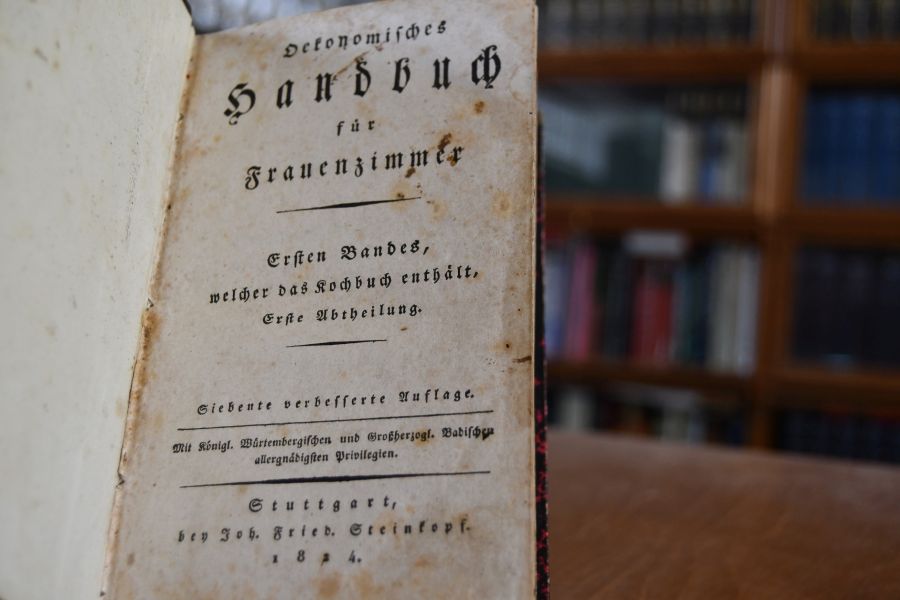 Oekonomisches
Handbuch
für
Frauenzimmer
Ersten Bandes,
welcher das Kochbuch enthält,
Erste Abtheilung.
Siebente verbesserte Auflage.
Mit Königl. Würtembergischen und Großherzogl. Badischen
allergnädigsten Privilegien.
Stuttgart,
bey Joh. Fried. Steinkopf.
1824.